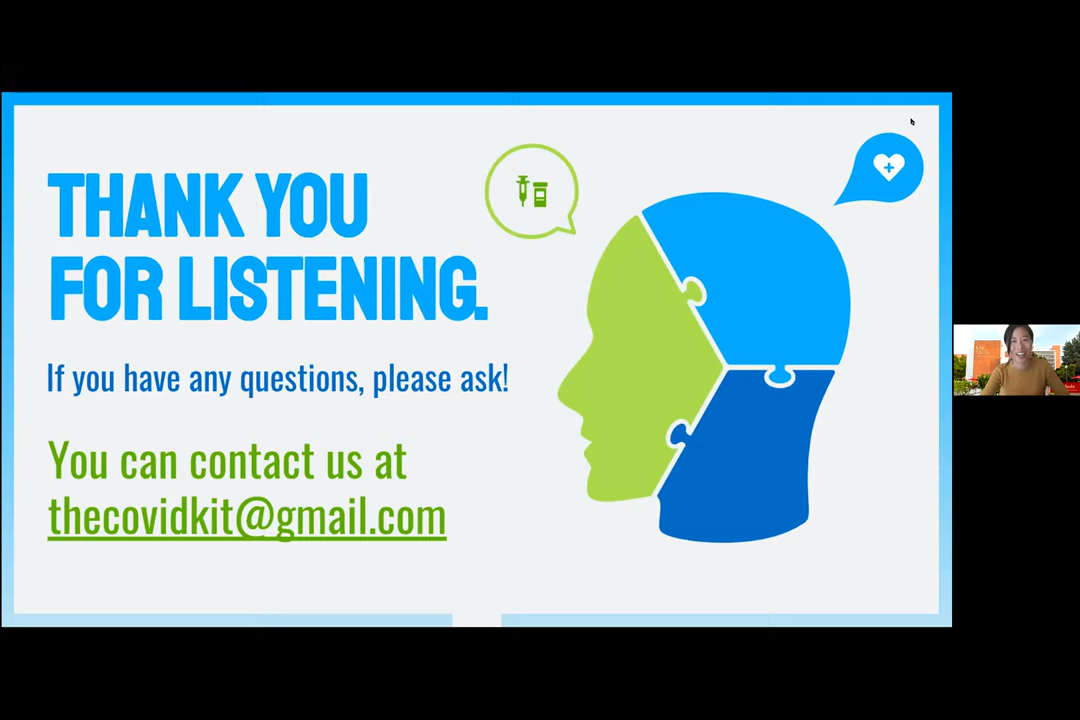 THANK YOU
FOR LISTENING.
If you have any questions, please ask!
You can contact us at
thecovidkit@gmail.com